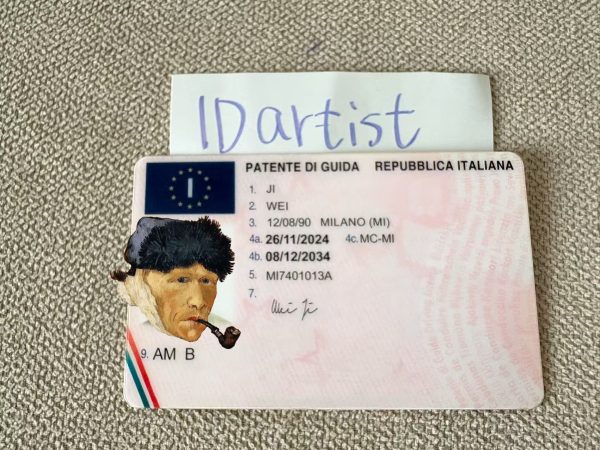 IDartist
PATENTE DI GUIDA REPUBBLICA ITALIANA
I
1. JI
2. WEI
3. 12/08/90 MILANO (MI)
4a. 26/11/2024 4c. MC-MI
4b. 08/12/2034
5. MI7401013A
7.
9. AM B